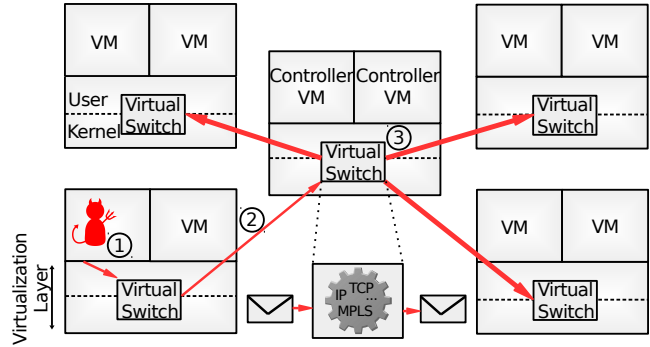 VM
VM
User
Kernel
Virtual
Switch
Controller
VM
Controller
VM
3
Virtual
Switch
VM
VM
Virtual
Switch
1
VM
2
Virtual
Switch
Virtualization
Layer
IP
TCP
...
MPLS
VM
VM
Virtual
Switch